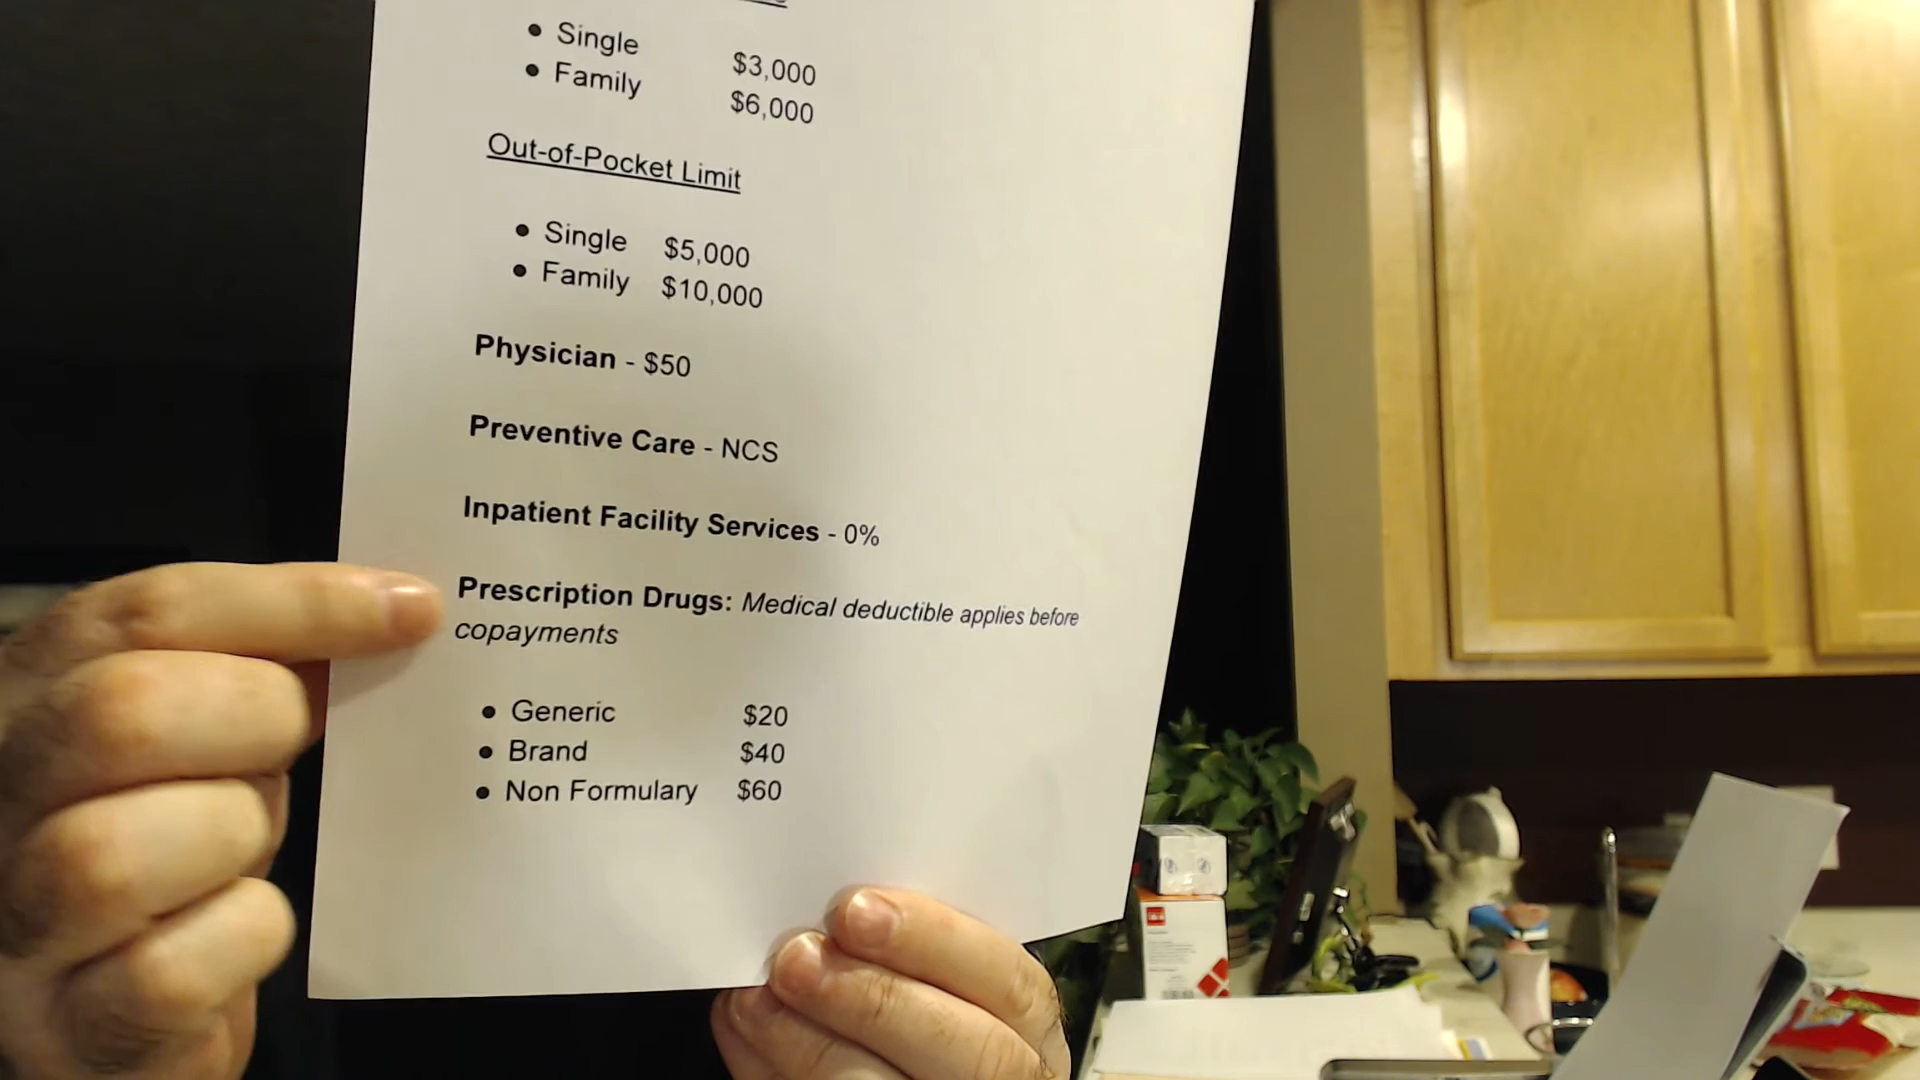 • Single $3,000
• Family $6,000
Out-of-Pocket Limit
• Single $5,000
• Family $10,000
Physician - $50
Preventive Care - NCS
Inpatient Facility Services - 0%
Prescription Drugs: Medical deductible applies before
copayments
• Generic $20
• Brand $40
• Non Formulary $60